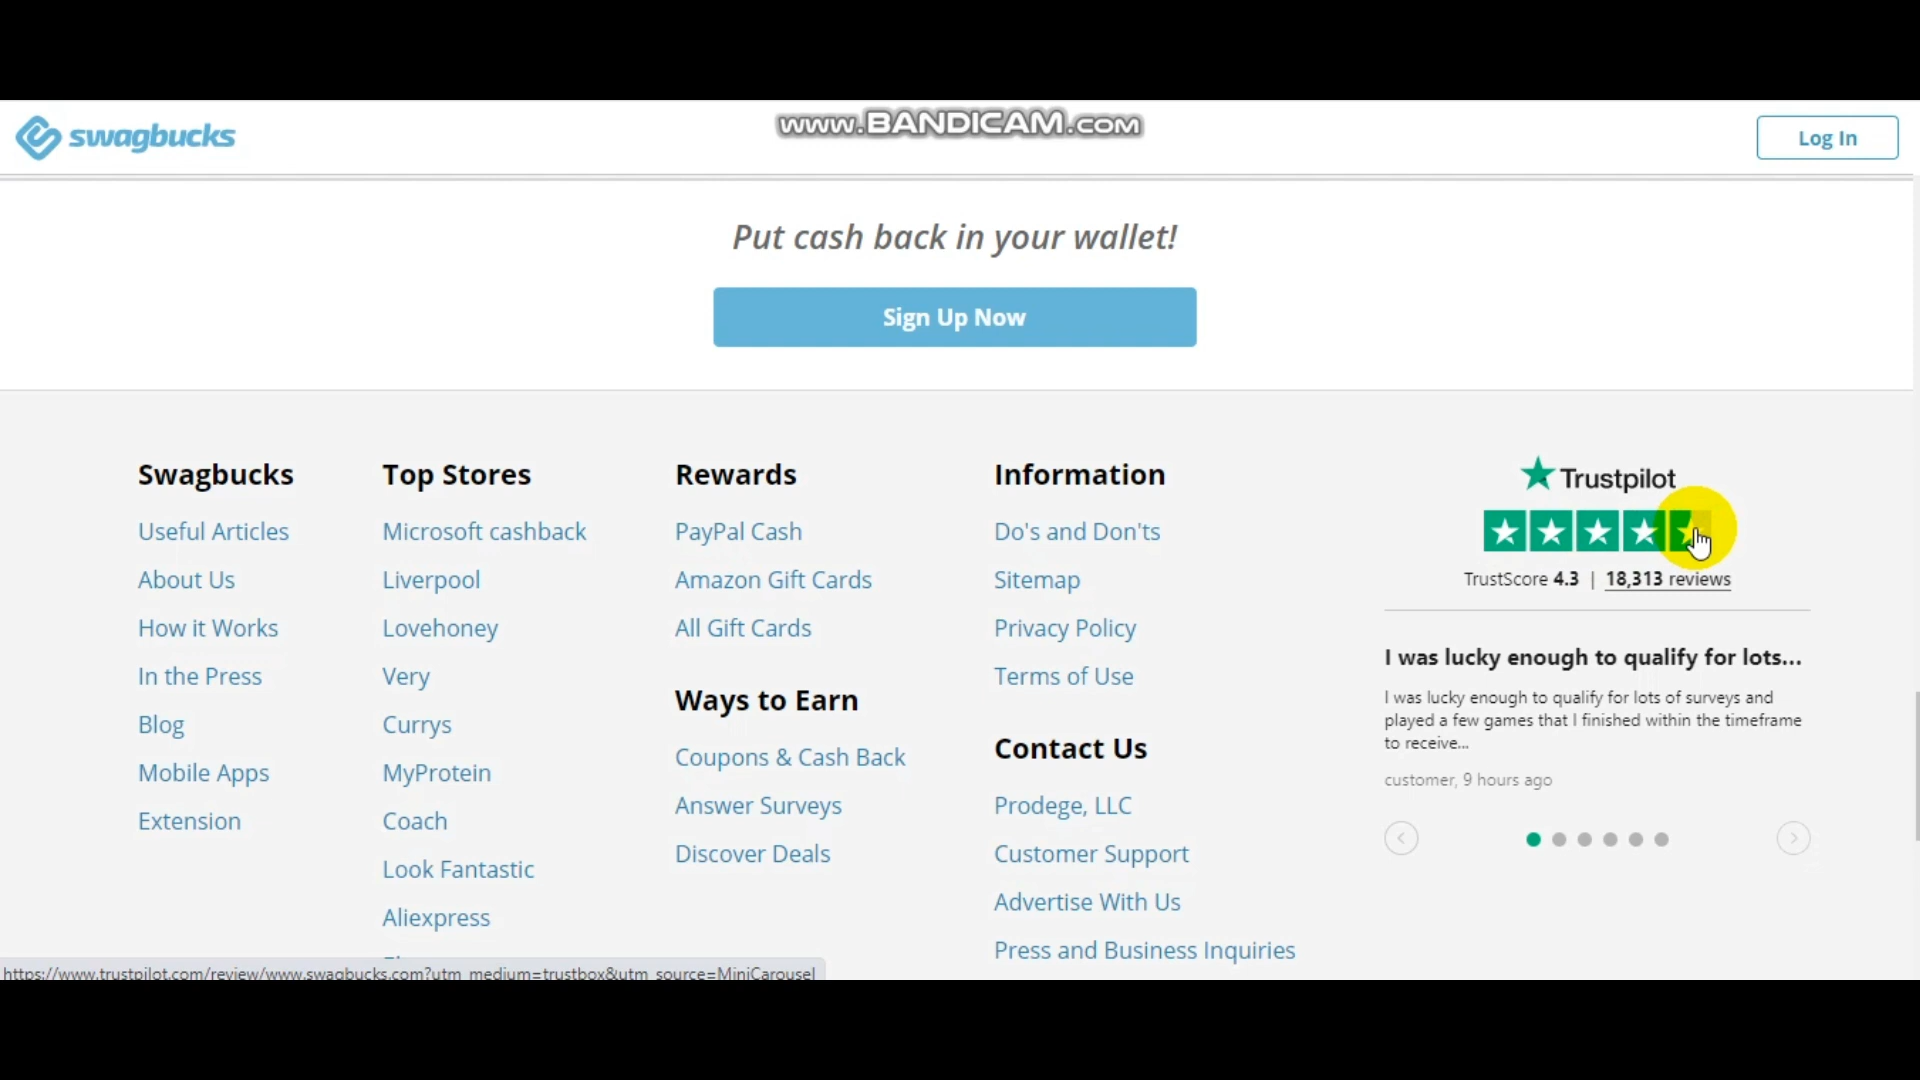 www.BANDICAM.com
swagbucks
Log In
Put cash back in your wallet!
Sign Up Now
Swagbucks
Useful Articles
About Us
How it Works
In the Press
Blog
Mobile Apps
Extension
Top Stores
Microsoft cashback
Liverpool
Lovehoney
Very
Currys
MyProtein
Coach
Look Fantastic
Aliexpress
Rewards
PayPal Cash
Amazon Gift Cards
All Gift Cards
Ways to Earn
Coupons & Cash Back
Answer Surveys
Discover Deals
Information
Do's and Don'ts
Sitemap
Privacy Policy
Terms of Use
Contact Us
Prodege, LLC
Customer Support
Advertise With Us
Press and Business Inquiries
Trustpilot
TrustScore 4.3 | 18,313 reviews
I was lucky enough to qualify for lots...
I was lucky enough to qualify for lots of surveys and
played a few games that I finished within the timeframe
to receive...
customer, 9 hours ago
https://www.trustpilot.com/review/www.swagbucks.com?utm_medium=trustbox&utm_source=MiniCarousel